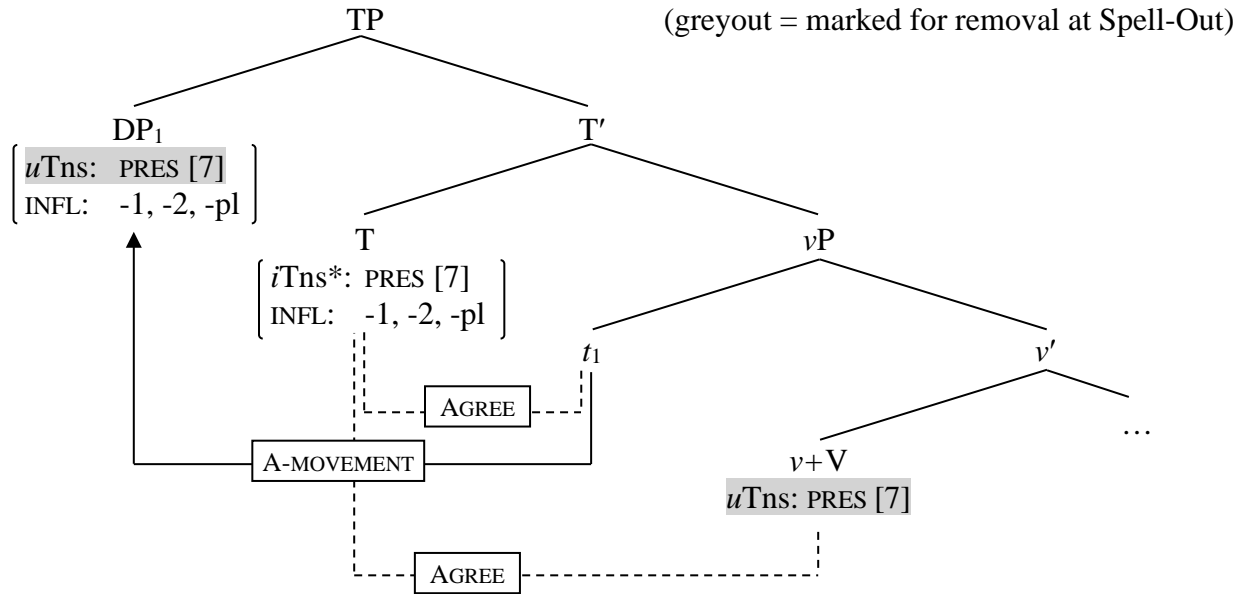 TP (greyout = marked for removal at Spell-Out)
DP₁ T′
uTns: PRES [7]
INFL: -1, -2, -pl
T vP
iTns*: PRES [7]
INFL: -1, -2, -pl
t₁ v′
AGREE
…
A-MOVEMENT v+V
uTns: PRES [7]
AGREE